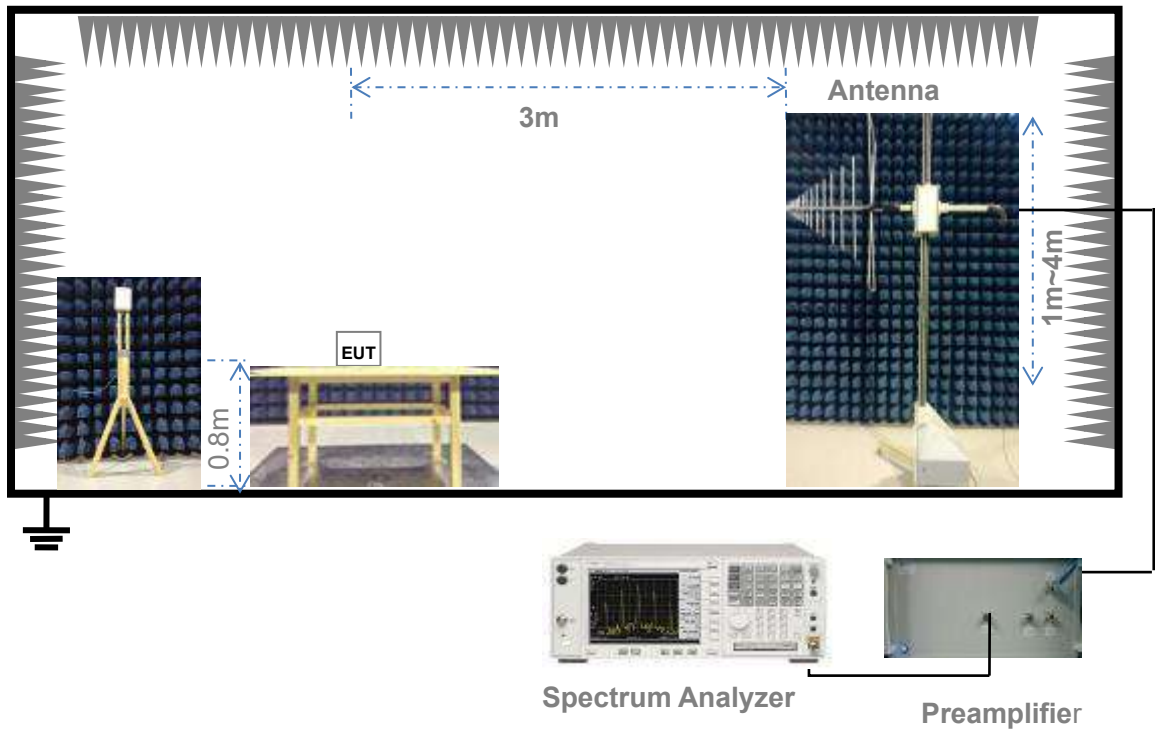 Antenna
3m
1m~4m
EUT
0.8m
Spectrum Analyzer
Preamplifier